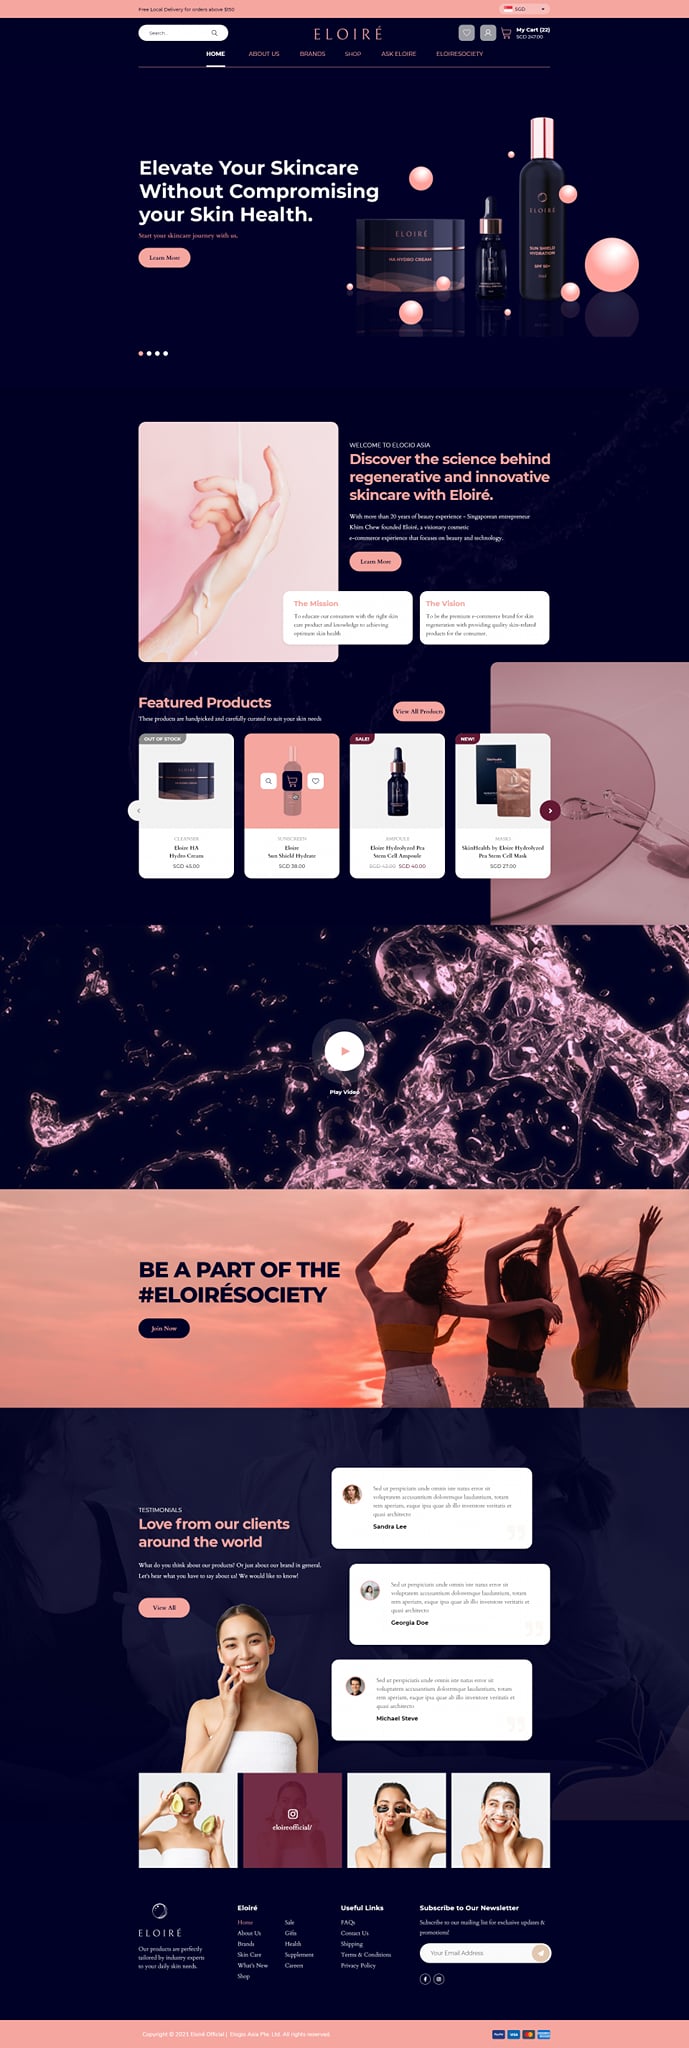 Free Local Delivery for orders above $150
SGD
Search...
ELOIRÉ
My Cart (22)
SGD 247.00
HOME
ABOUT US
BRANDS
SHOP
ASK ELOIRE
ELOIRESOCIETY
Elevate Your Skincare
Without Compromising
your Skin Health.
Start your skincare journey with us.
Learn More
ELOIRÉ
HA HYDRO CREAM
ELOIRÉ
SUN SHIELD
HYDRATION
SPF 50+
WELCOME TO ELOGIO ASIA
Discover the science behind
regenerative and innovative
skincare with Eloiré.
With more than 20 years of beauty experience - Singaporean entrepreneur
Khim Chew founded Eloiré, a visionary cosmetic
e-commerce experience that focuses on beauty and technology.
Learn More
The Mission
To educate our consumers with the right skin
care product and knowledge to achieving
optimum skin health
The Vision
To be the premium e-commerce brand for skin
regeneration with providing quality skin-related
products for the consumer.
Featured Products
These products are handpicked and carefully curated to suit your skin needs
View All Products
OUT OF STOCK
SALE!
NEW!
CLEANSER
Eloire HA
Hydro Cream
SGD 45.00
SUNSCREEN
Eloire
Sun Shield Hydrate
SGD 38.00
AMPOULE
Eloire Hydrolyzed Pea
Stem Cell Ampoule
SGD 40.00
MASKS
SkinHealth by Eloire Hydrolyzed
Pea Stem Cell Mask
SGD 27.00
Play Video
BE A PART OF THE
#ELOIRÉSOCIETY
Join Now
TESTIMONIALS
Love from our clients
around the world
What do you think about our products? Or just about our brand in general.
Let's hear what you have to say about us! We would like to know!
View All
Sed ut perspiciatis unde omnis iste natus error sit
voluptatem accusantium doloremque laudantium, totam
rem aperiam, eaque ipsa quae ab illo inventore veritatis et
quasi architecto
Sandra Lee
Sed ut perspiciatis unde omnis iste natus error sit
voluptatem accusantium doloremque laudantium, totam
rem aperiam, eaque ipsa quae ab illo inventore veritatis et
quasi architecto
Georgia Doe
Sed ut perspiciatis unde omnis iste natus error sit
voluptatem accusantium doloremque laudantium, totam
rem aperiam, eaque ipsa quae ab illo inventore veritatis et
quasi architecto
Michael Steve
eloireofficial/
ELOIRÉ
Our products are perfectly
tailored by industry experts
to your daily skin needs.
Eloiré
Home
About Us
Brands
Skin Care
What's New
Shop
Sale
Gifts
Health
Supplement
Careers
Useful Links
FAQs
Contact Us
Shipping
Terms & Conditions
Privacy Policy
Subscribe to Our Newsletter
Subscribe to our mailing list for exclusive updates &
promotions!
Your Email Address
Copyright © 2021 Eloiré Official | Elogio Asia Pte. Ltd. All rights reserved.
PayPal
VISA